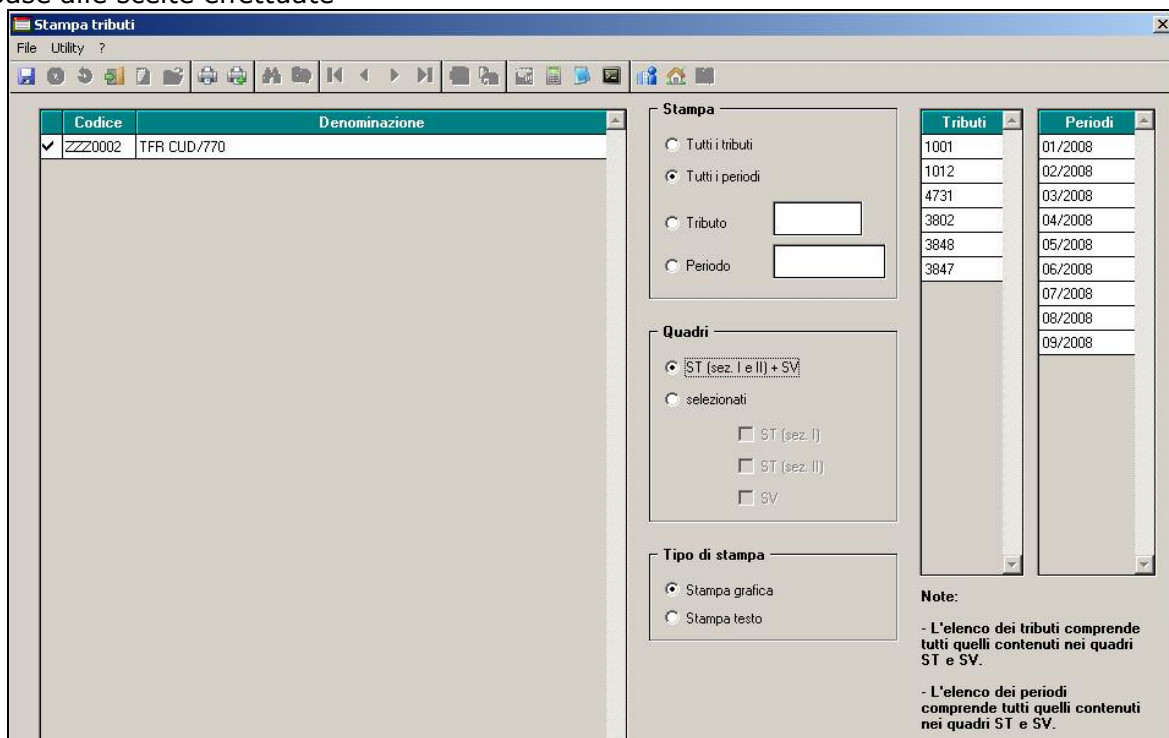 base alle scelte effettuate
Stampa tributi
File Utility ?
Codice Denominazione
ZZZ0002 TFR CUD/770
Stampa
Tutti i tributi
Tutti i periodi
Tributo
Periodo
Quadri
ST (sez. I e II) + SV
selezionati
ST (sez. I)
ST (sez. II)
SV
Tipo di stampa
Stampa grafica
Stampa testo
Tributi
1001
1012
4731
3802
3848
3847
Periodi
01/2008
02/2008
03/2008
04/2008
05/2008
06/2008
07/2008
08/2008
09/2008
Note:
- L'elenco dei tributi comprende
tutti quelli contenuti nei quadri
ST e SV.
- L'elenco dei periodi
comprende tutti quelli contenuti
nei quadri ST e SV.